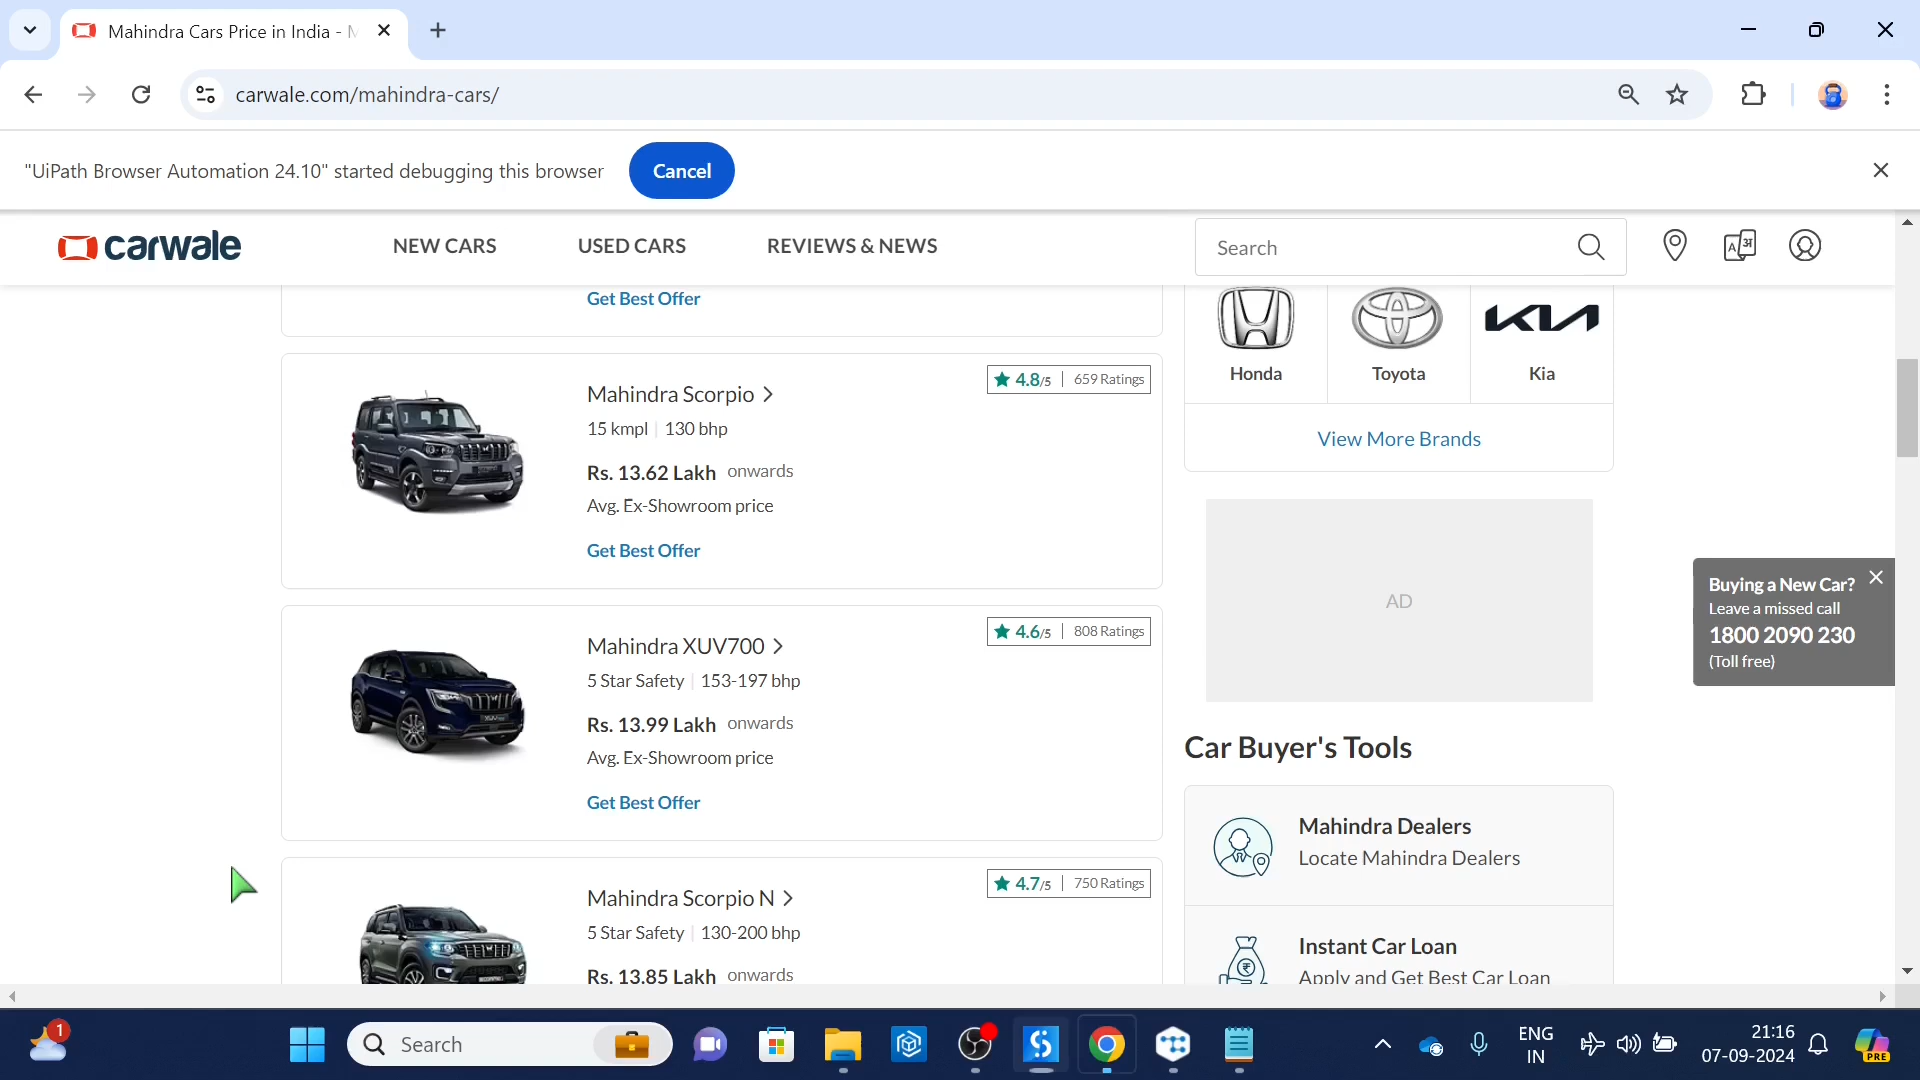 Mahindra Cars Price in India - M
carwale.com/mahindra-cars/
"UiPath Browser Automation 24.10" started debugging this browser
Cancel
carwale
NEW CARS
USED CARS
REVIEWS & NEWS
Search
Get Best Offer
Mahindra Scorpio
4.8/5 | 659 Ratings
15 kmpl | 130 bhp
Rs. 13.62 Lakh onwards
Avg. Ex-Showroom price
Get Best Offer
Mahindra XUV700
4.6/5 | 808 Ratings
5 Star Safety | 153-197 bhp
Rs. 13.99 Lakh onwards
Avg. Ex-Showroom price
Get Best Offer
Mahindra Scorpio N
4.7/5 | 750 Ratings
5 Star Safety | 130-200 bhp
Rs. 13.85 Lakh onwards
KIA
Honda
Toyota
Kia
View More Brands
AD
Buying a New Car?
Leave a missed call
1800 2090 230
(Toll free)
Car Buyer's Tools
Mahindra Dealers
Locate Mahindra Dealers
Instant Car Loan
Apply and Get Best Car Loan
1
Search
ENG
IN
21:16
07-09-2024
PRE